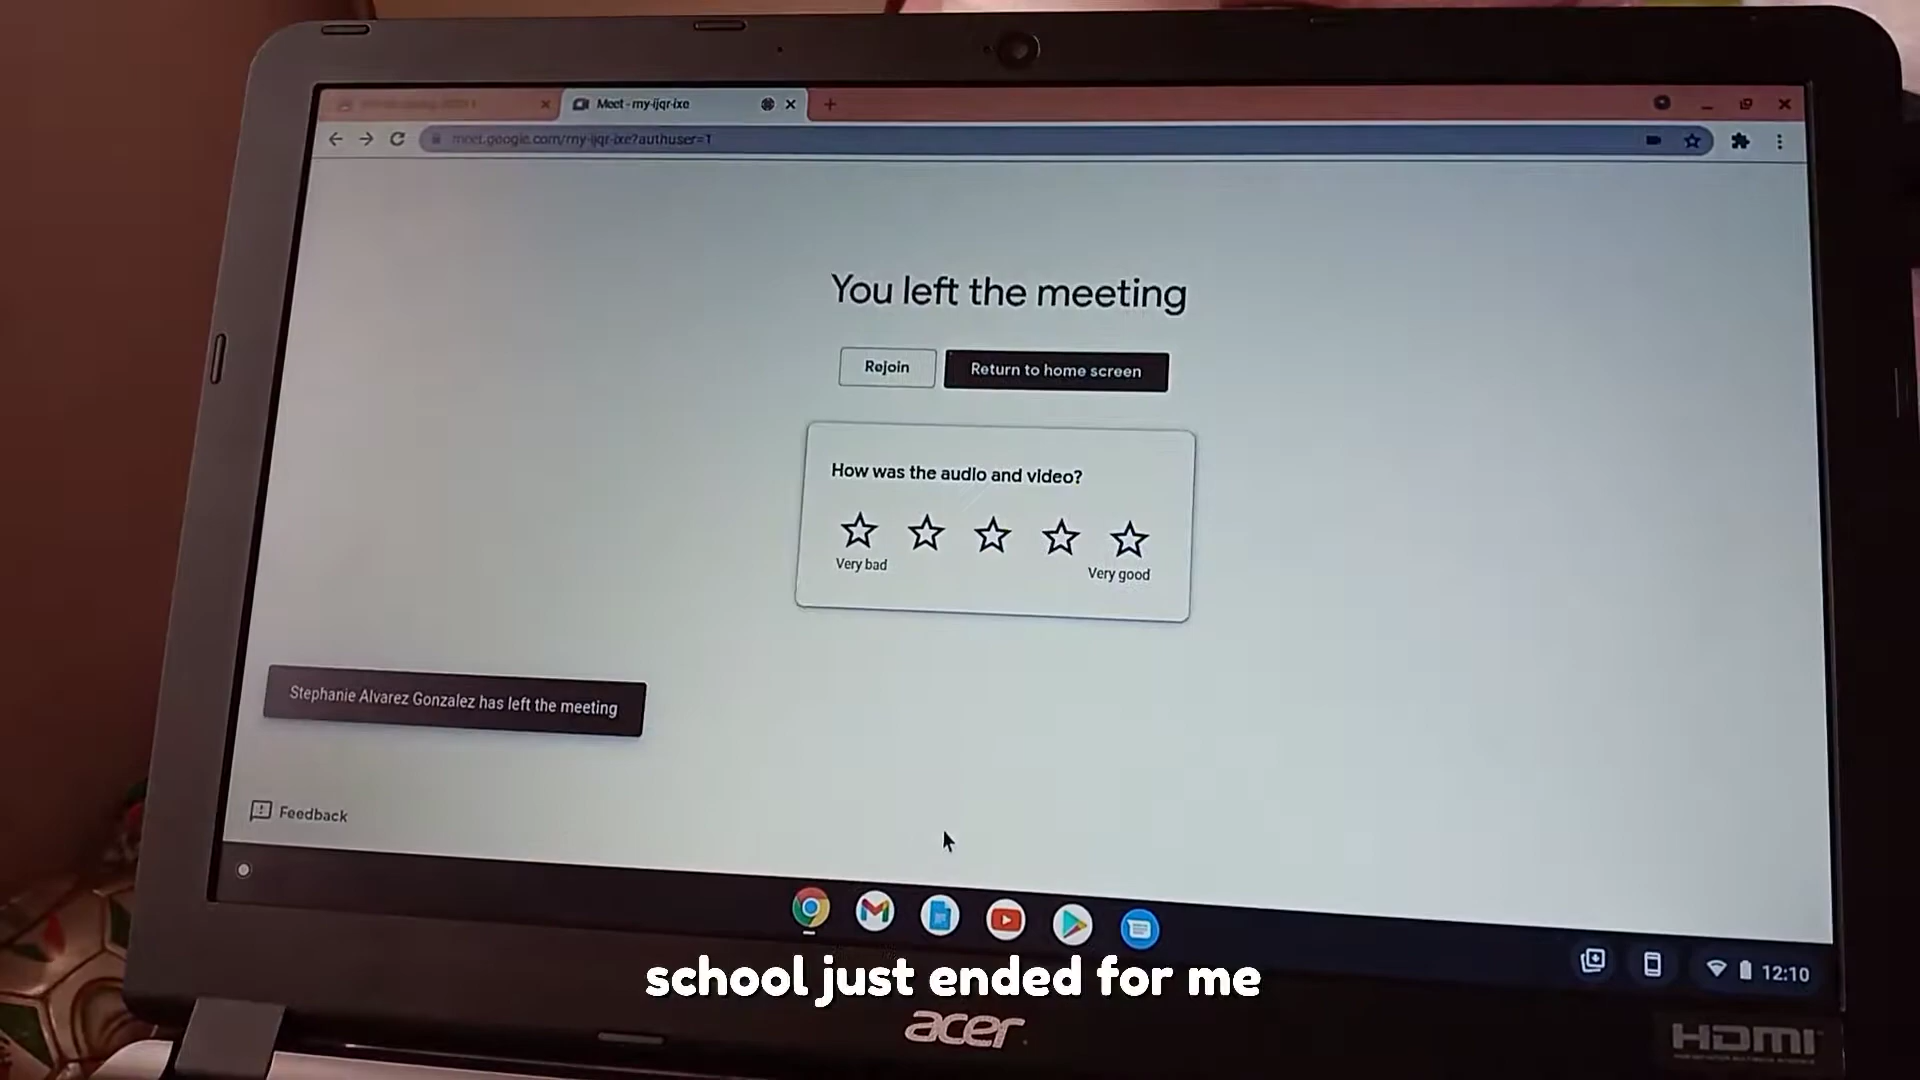 Meet - my-ijqr-ixe
meet.google.com/my-ijqr-ixe?authuser=1
You left the meeting
Rejoin
Return to home screen
How was the audio and video?
Very bad
Very good
Stephanie Alvarez Gonzalez has left the meeting
Feedback
12:10
school just ended for me
acer
HDMI